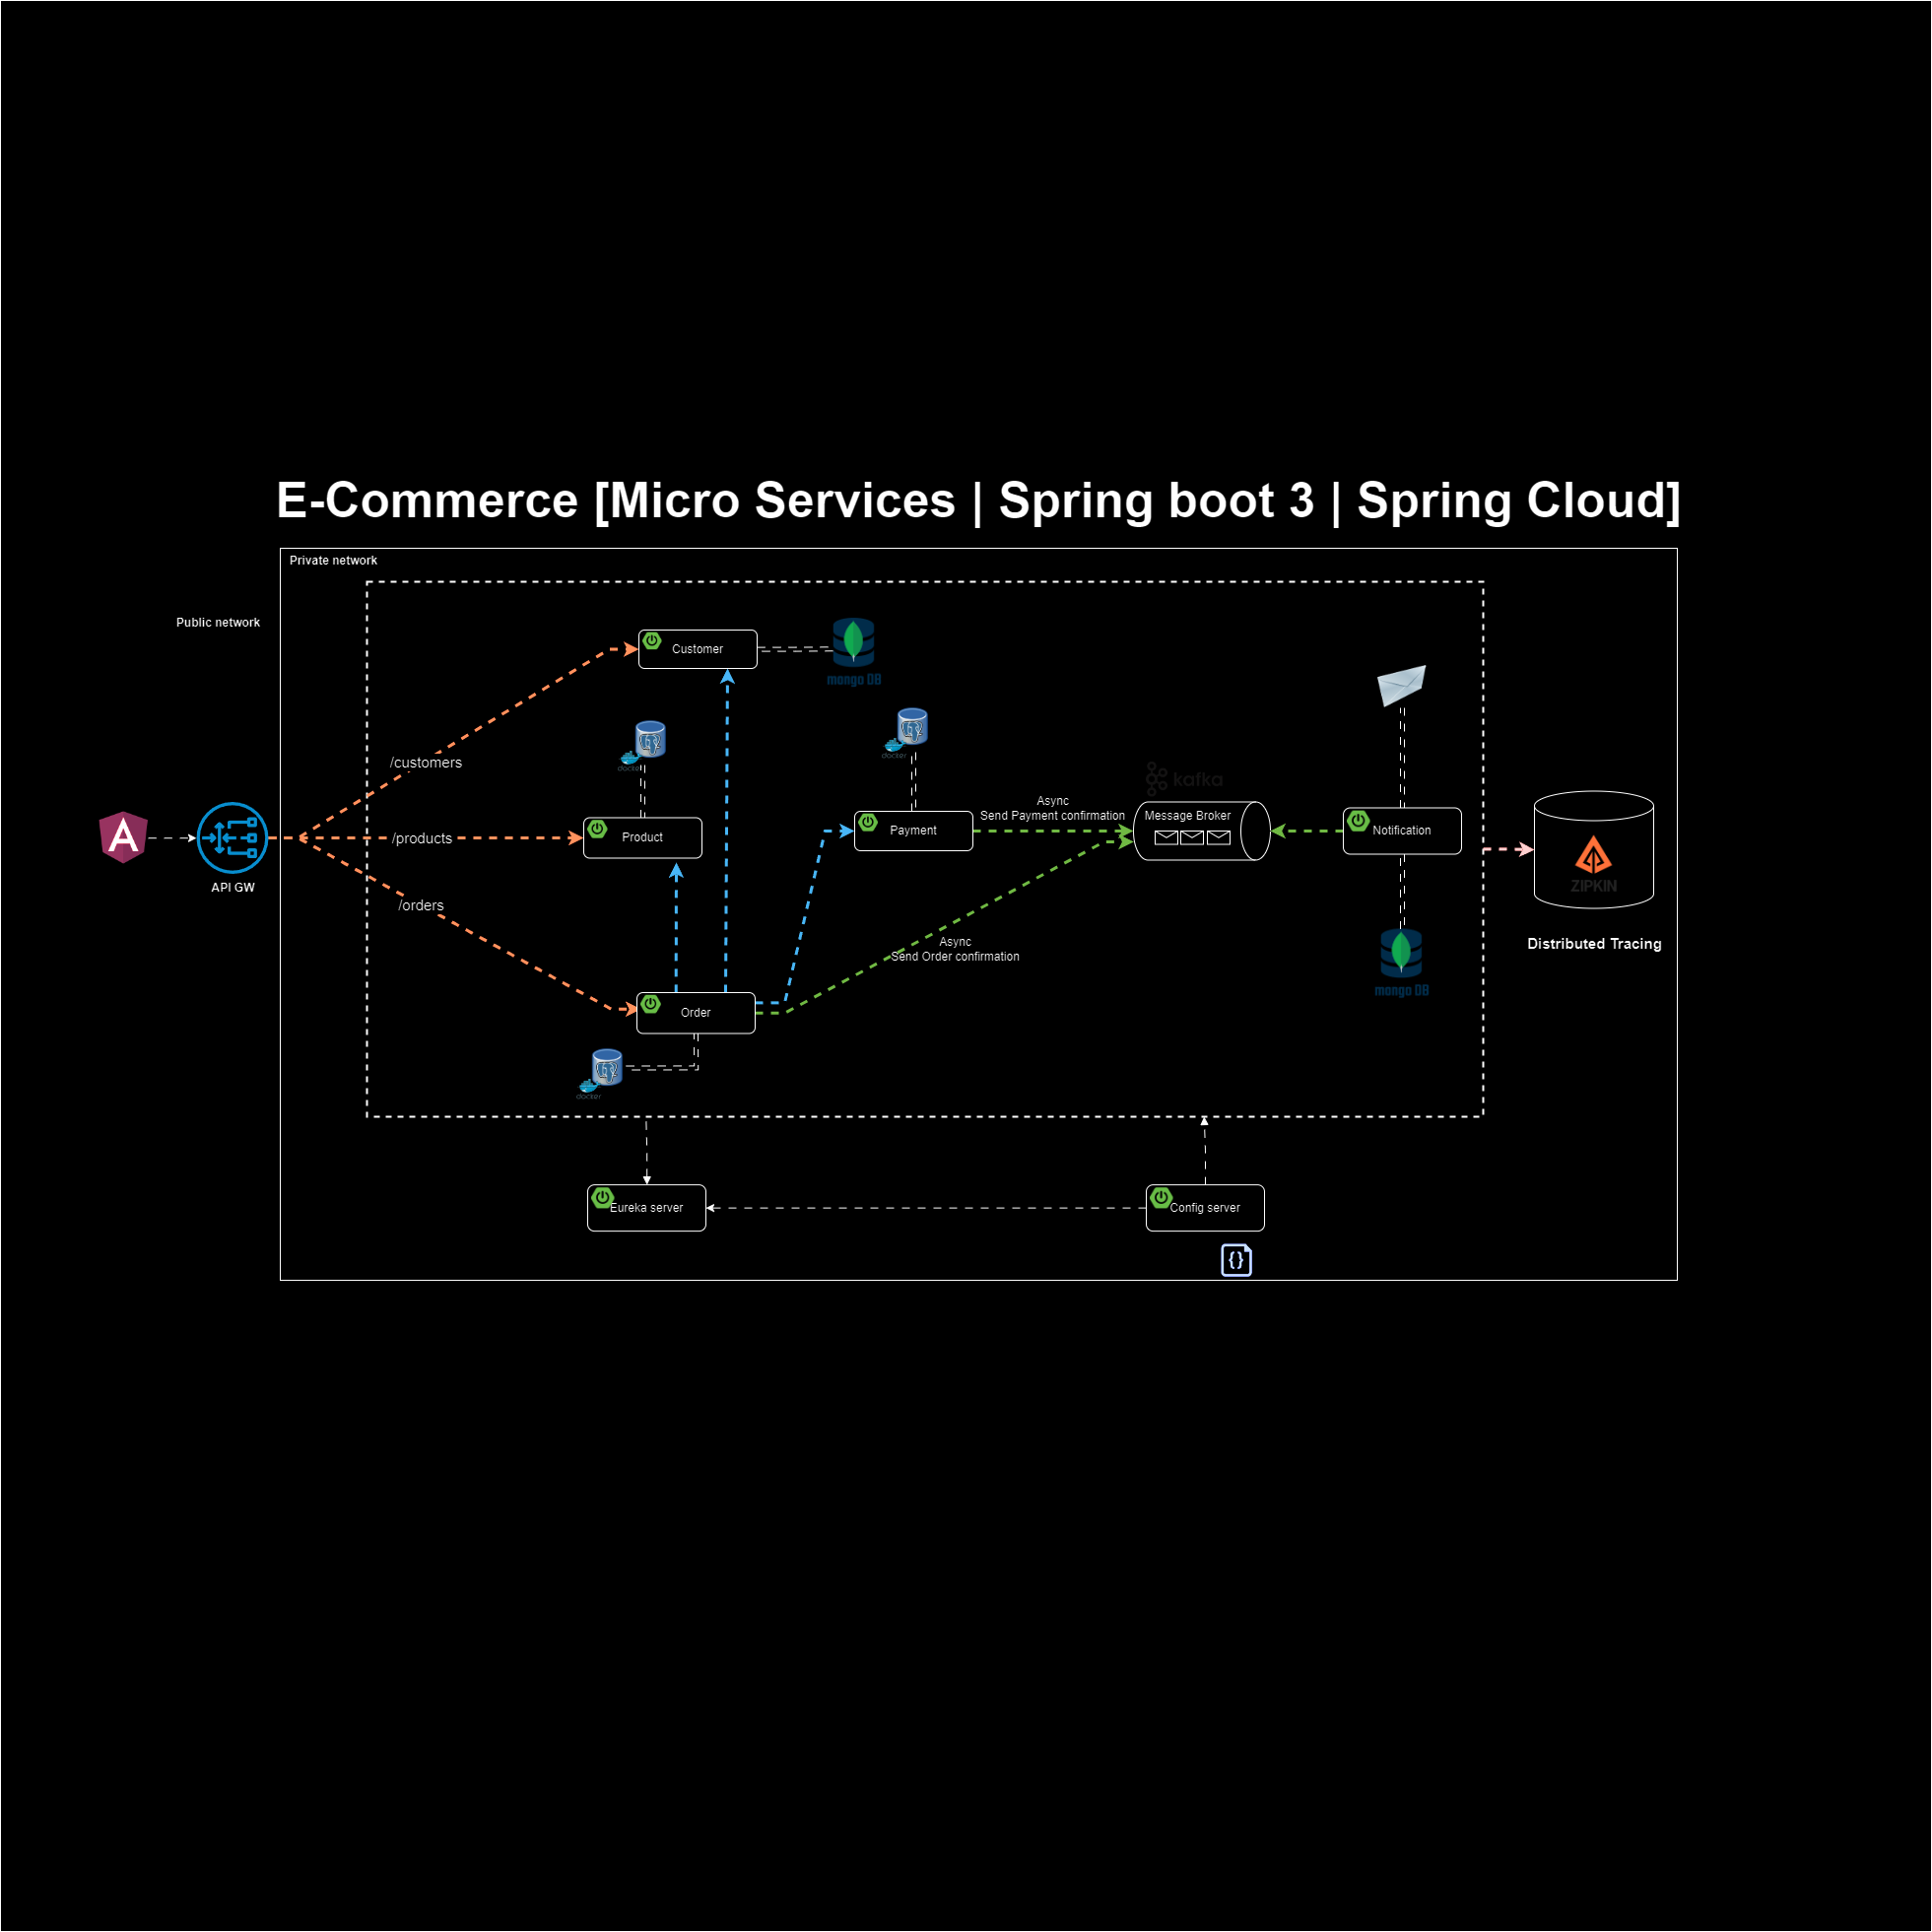 E-Commerce [Micro Services | Spring boot 3 | Spring Cloud]
Private network
Public network
Customer
mongo DB
docker
docker
/customers
kafka
Async
Send Payment confirmation
Message Broker
Product
Payment
Notification
/products
API GW
ZIPKIN
/orders
Distributed Tracing
Async
Send Order confirmation
mongo DB
Order
docker
Eureka server
Config server
{}